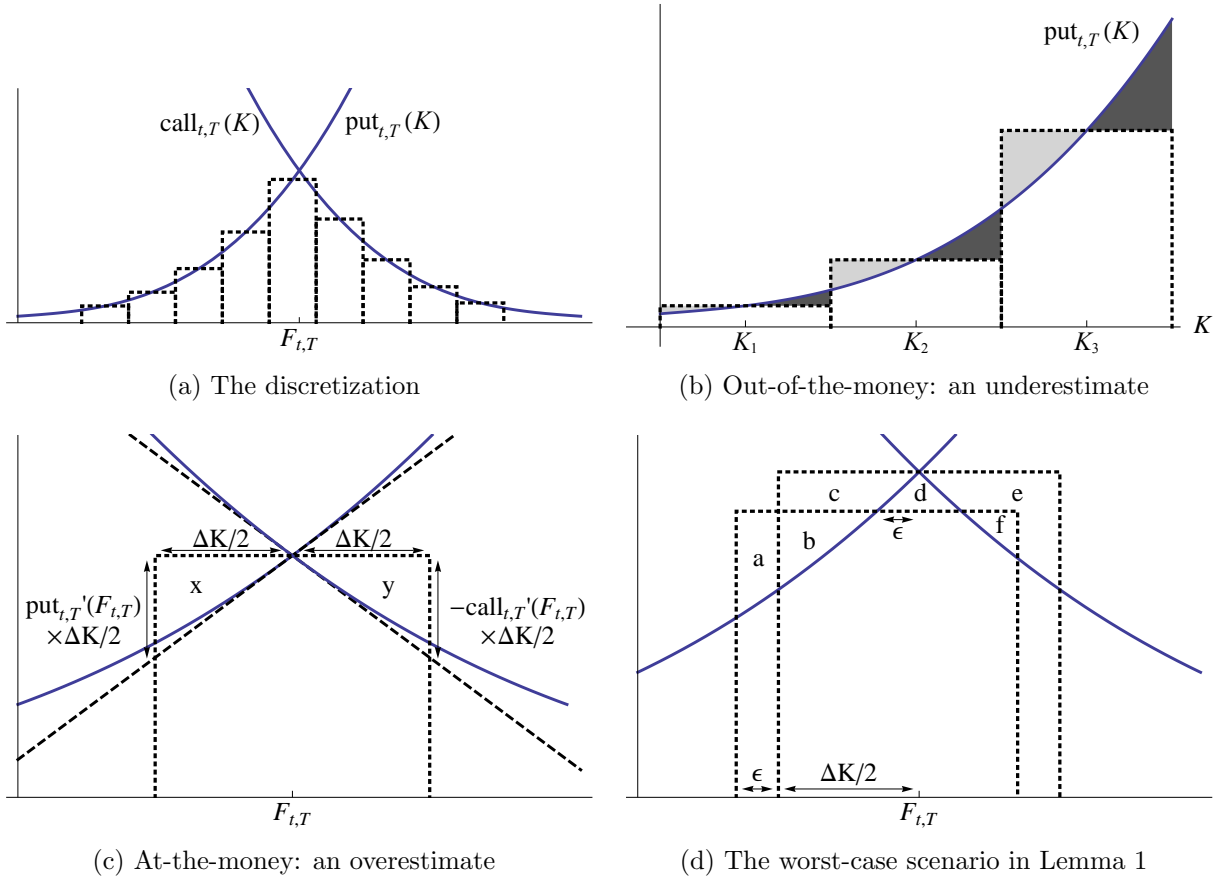 call_{t,T}(K)
put_{t,T}(K)
F_{t,T}
(a) The discretization
put_{t,T}(K)
K_1
K_2
K_3
K
(b) Out-of-the-money: an underestimate
ΔK/2
ΔK/2
x
y
put_{t,T}'(F_{t,T})
×ΔK/2
−call_{t,T}'(F_{t,T})
×ΔK/2
F_{t,T}
(c) At-the-money: an overestimate
c
d
e
ϵ
f
b
a
ϵ
ΔK/2
F_{t,T}
(d) The worst-case scenario in Lemma 1